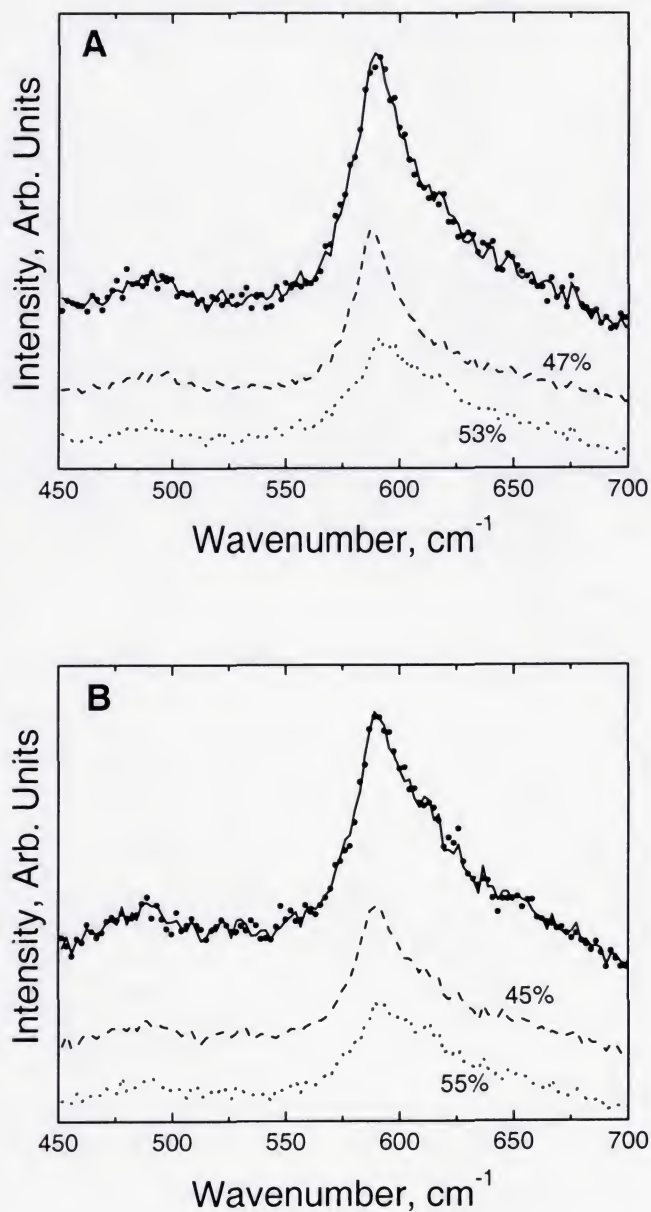 A
Intensity, Arb. Units
47%
53%
450 500 550 600 650 700
Wavenumber, cm⁻¹
B
Intensity, Arb. Units
45%
55%
450 500 550 600 650 700
Wavenumber, cm⁻¹